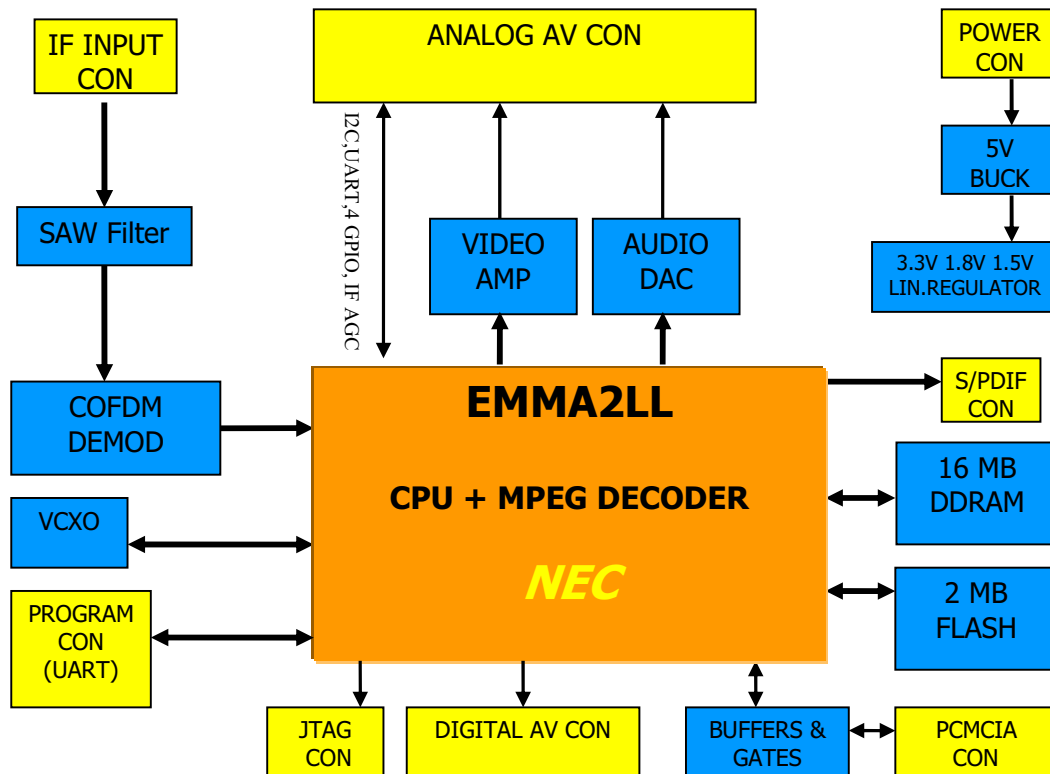 IF INPUT
CON
ANALOG AV CON
POWER
CON
I2C,UART,4 GPIO, IF AGC
5V
BUCK
SAW Filter
VIDEO
AMP
AUDIO
DAC
3.3V 1.8V 1.5V
LIN.REGULATOR
COFDM
DEMOD
EMMA2LL
CPU + MPEG DECODER
NEC
S/PDIF
CON
16 MB
DDRAM
VCXO
2 MB
FLASH
PROGRAM
CON
(UART)
JTAG
CON
DIGITAL AV CON
BUFFERS &
GATES
PCMCIA
CON